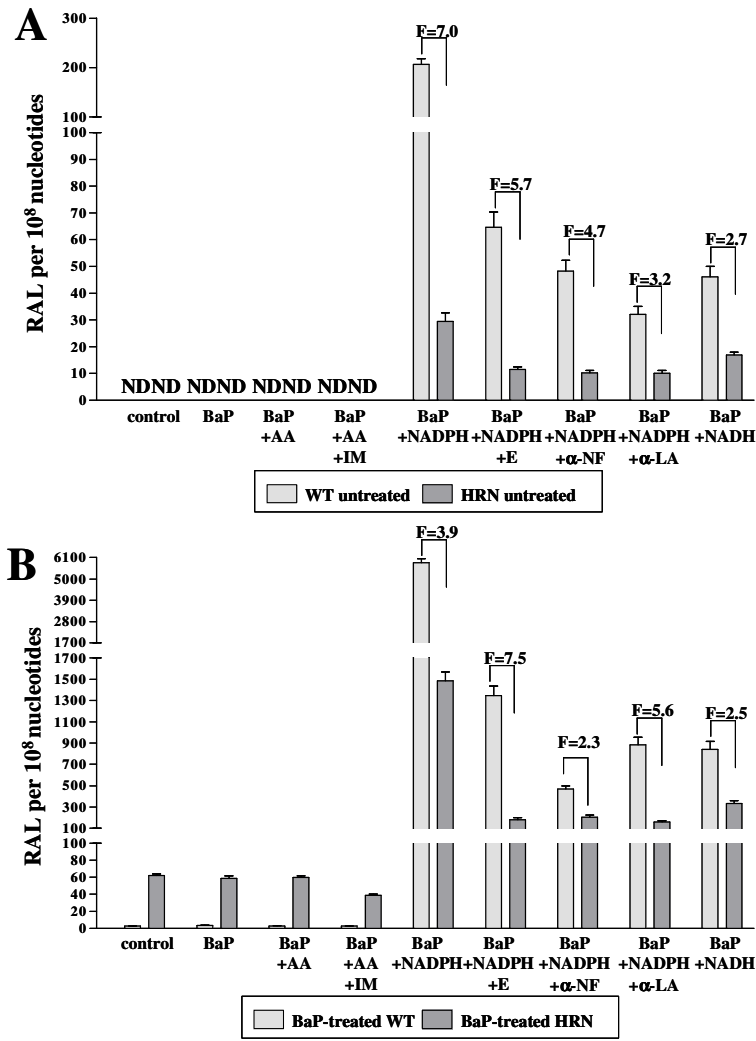 A
RAL per 10⁸ nucleotides
300
200
100
100
90
80
70
60
50
40
30
20
10
0
F=7.0
F=5.7
F=4.7
F=3.2
F=2.7
NDND NDND NDND NDND
control BaP BaP BaP BaP BaP BaP BaP BaP
+AA +AA +NADPH +NADPH +NADPH +NADPH +NADH
+IM +E +α-NF +α-LA
WT untreated HRN untreated
B
RAL per 10⁸ nucleotides
6100
5000
3900
2800
1700
1700
1500
1300
1100
900
700
500
300
100
100
80
60
40
20
0
F=3.9
F=7.5
F=2.3
F=5.6
F=2.5
control BaP BaP BaP BaP BaP BaP BaP BaP
+AA +AA +NADPH +NADPH +NADPH +NADPH +NADH
+IM +E +α-NF +α-LA
BaP-treated WT BaP-treated HRN